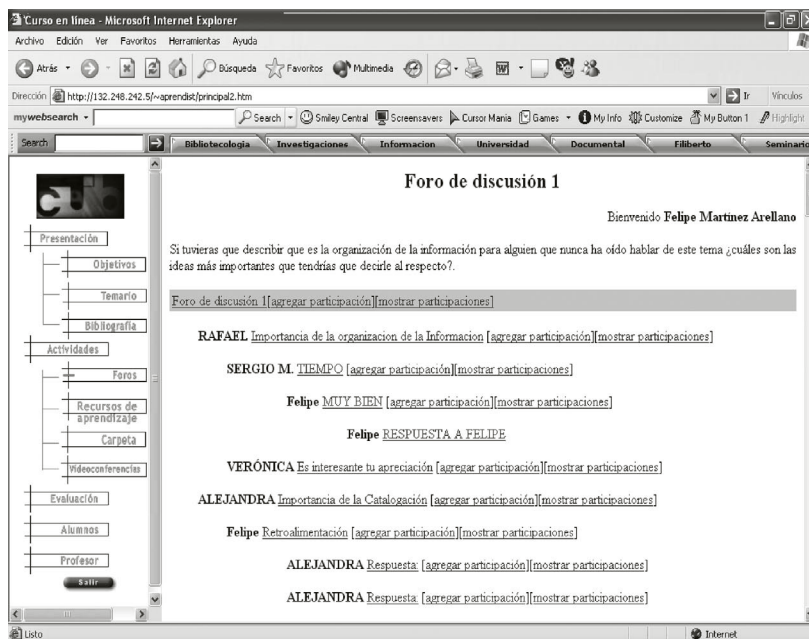 Curso en línea - Microsoft Internet Explorer
Archivo Edición Ver Favoritos Herramientas Ayuda
Atrás Búsqueda Favoritos Multimedia
Dirección http://132.248.242.5/~aprendist/principal2.htm Ir Vínculos
mywebsearch Search Smiley Central Screensavers Cursor Mania Games My Info Customize My Button 1 Highlight
Search Bibliotecologia Investigaciones Informacion Universidad Documental Filiberto Seminario
cuib
Presentación
Objetivos
Temario
Bibliografía
Actividades
Foros
Recursos de
aprendizaje
Carpeta
Videoconferencias
Evaluación
Alumnos
Profesor
Salir
Foro de discusión 1
Bienvenido Felipe Martínez Arellano
Si tuvieras que describir que es la organización de la información para alguien que nunca ha oído hablar de este tema ¿cuáles son las
ideas más importantes que tendrías que decirle al respecto?.
Foro de discusión 1[agregar participación][mostrar participaciones]
RAFAEL Importancia de la organizacion de la Informacion [agregar participación][mostrar participaciones]
SERGIO M. TIEMPO [agregar participación][mostrar participaciones]
Felipe MUY BIEN [agregar participación][mostrar participaciones]
Felipe RESPUESTA A FELIPE
VERÓNICA Es interesante tu apreciación [agregar participación][mostrar participaciones]
ALEJANDRA Importancia de la Catalogación [agregar participación][mostrar participaciones]
Felipe Retroalimentación [agregar participación][mostrar participaciones]
ALEJANDRA Respuesta: [agregar participación][mostrar participaciones]
ALEJANDRA Respuesta: [agregar participación][mostrar participaciones]
Listo Internet